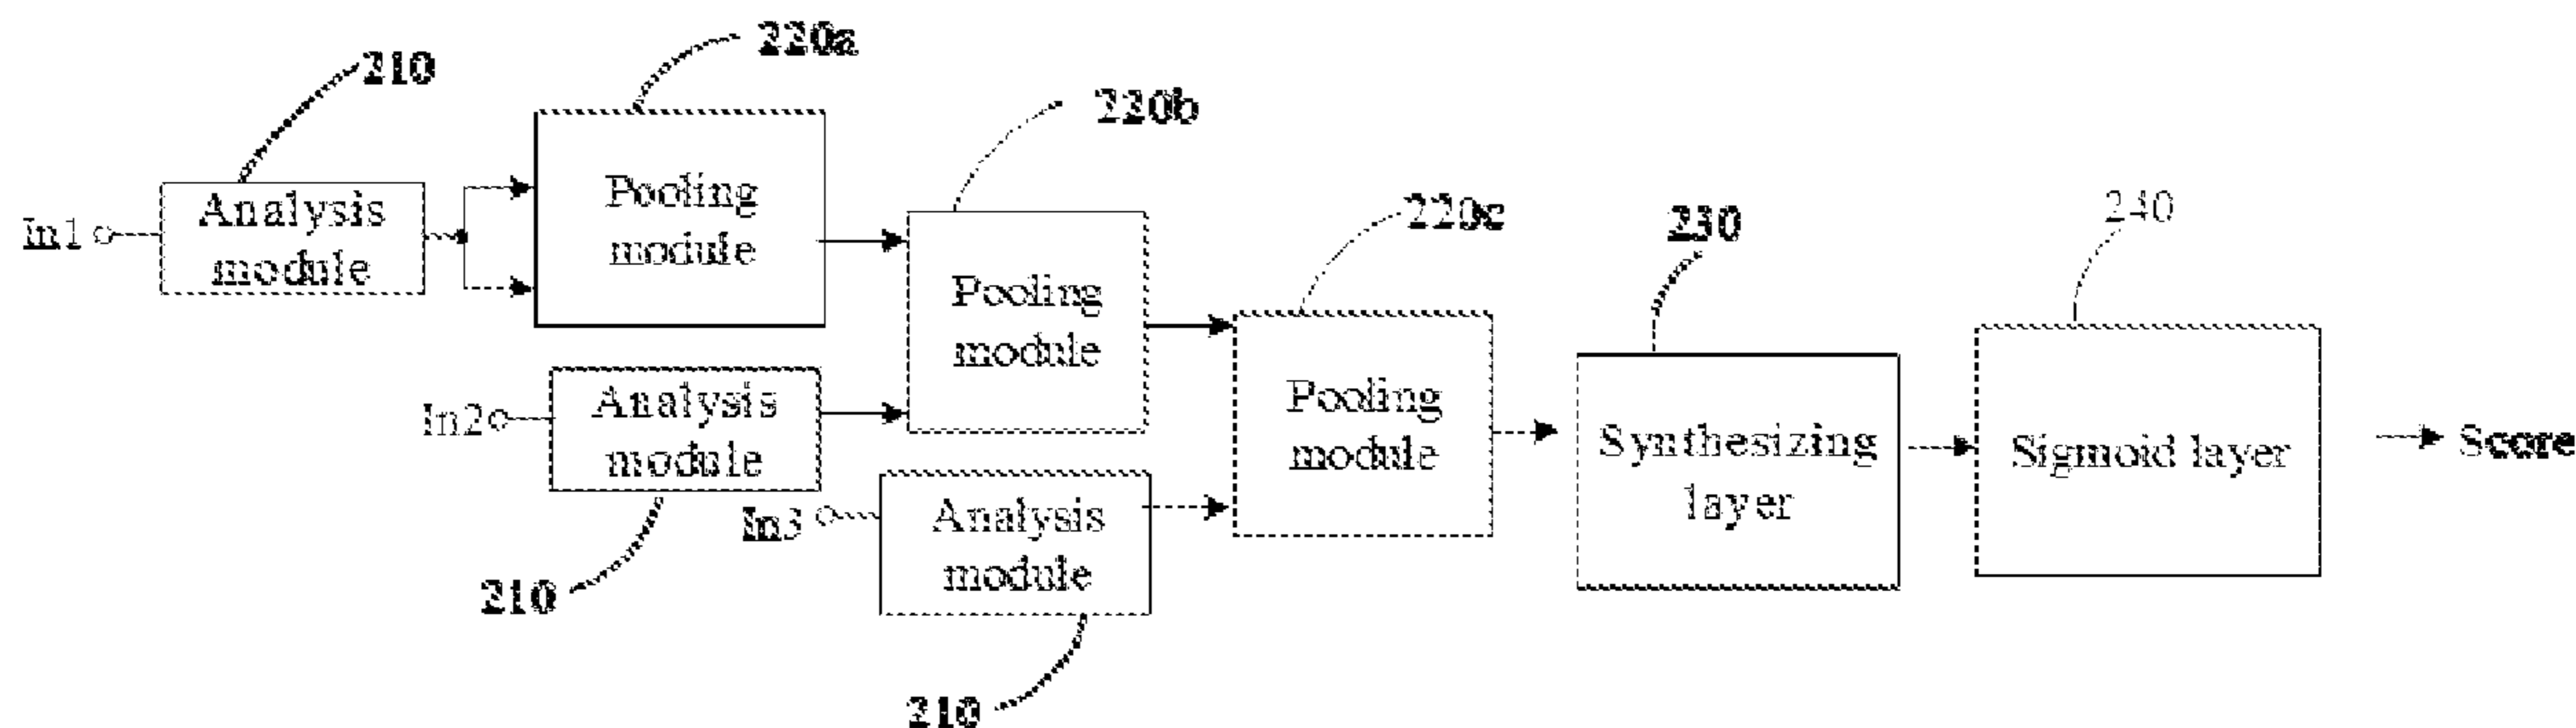 220a
210
220b
Pooling
module
Analysis
module
In1
220c
230
240
Pooling
module
Analysis
module
In2
Pooling
module
Synthesizing
layer
Sigmoid layer
Score
In3
Analysis
module
210
210